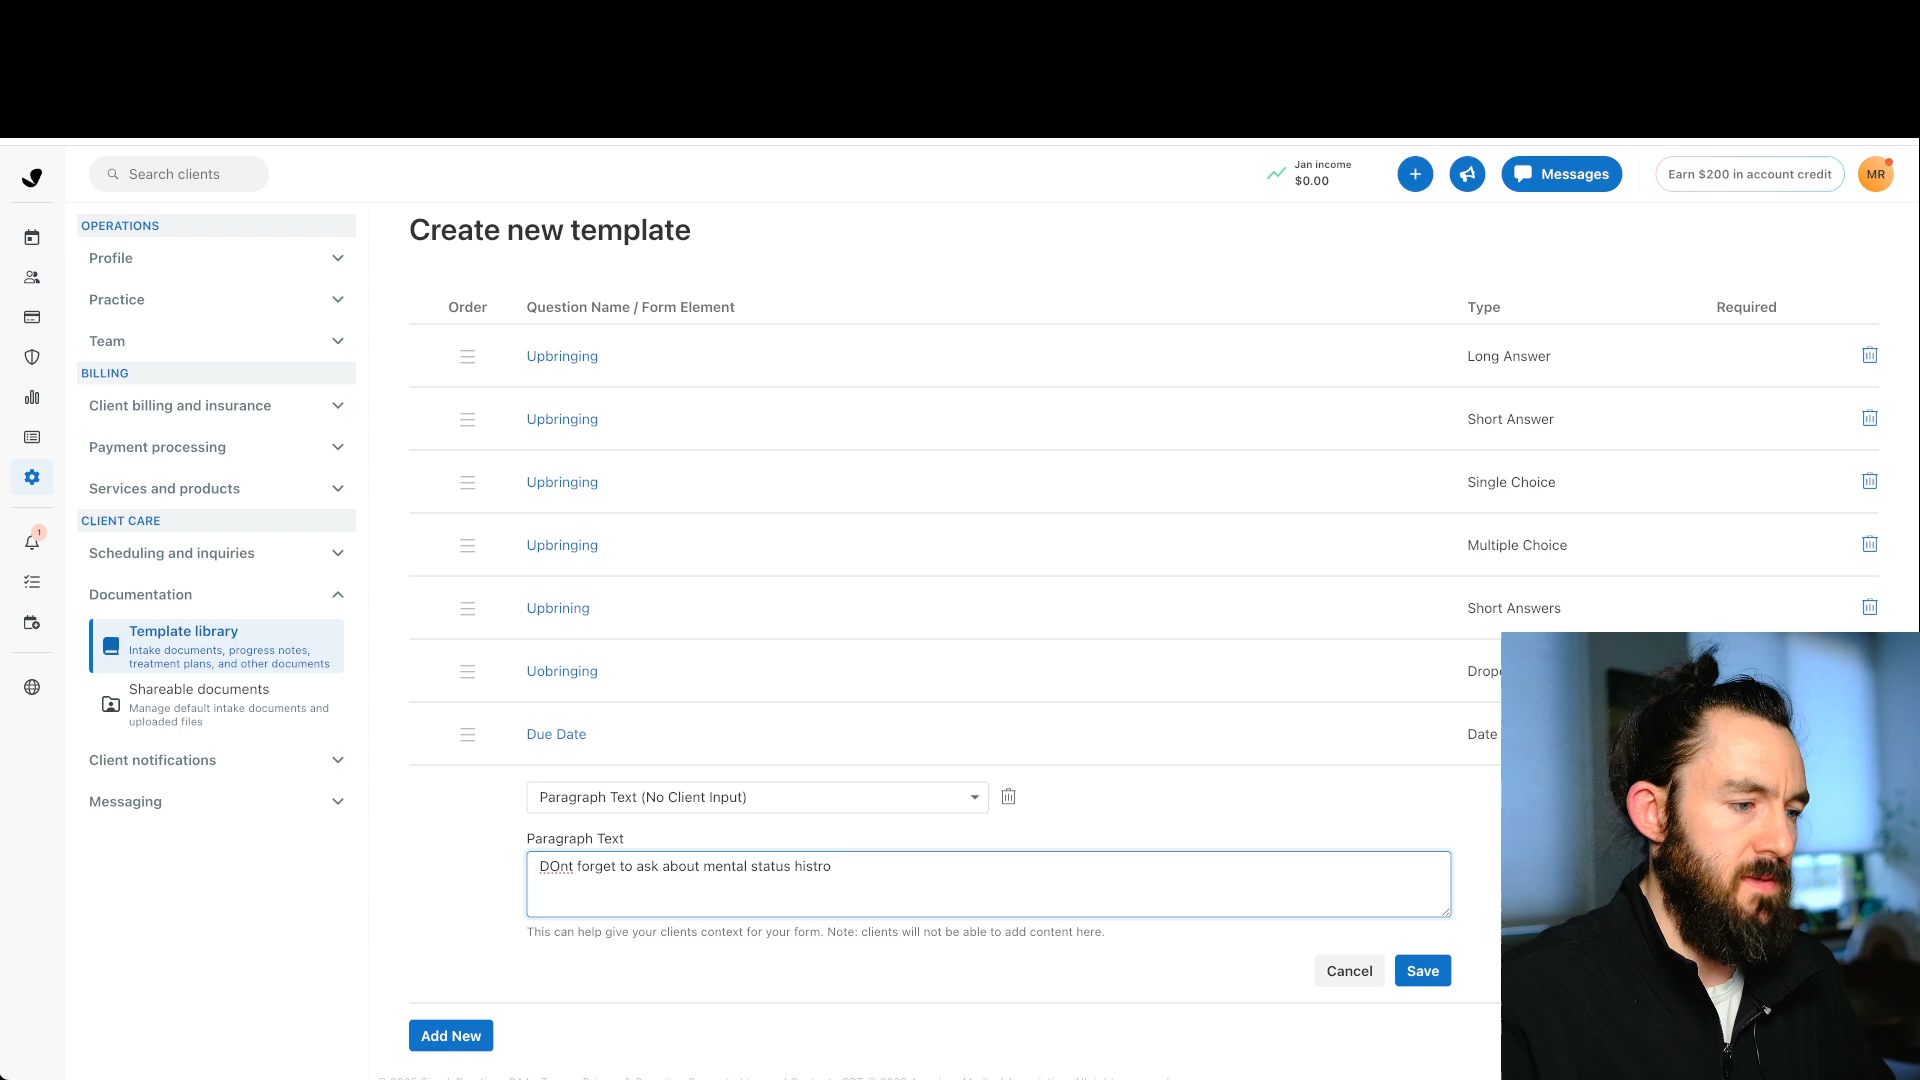 Search clients
Jan income
$0.00
Messages
Earn $200 in account credit
MR
OPERATIONS
Profile
Practice
Team
BILLING
Client billing and insurance
Payment processing
Services and products
CLIENT CARE
Scheduling and inquiries
Documentation
Template library
Intake documents, progress notes,
treatment plans, and other documents
Shareable documents
Manage default intake documents and
uploaded files
Client notifications
Messaging
1
Create new template
Order Question Name / Form Element Type Required
Upbringing Long Answer
Upbringing Short Answer
Upbringing Single Choice
Upbringing Multiple Choice
Upbrining Short Answers
Uobringing
Due Date Date
Paragraph Text (No Client Input)
Paragraph Text
DOnt forget to ask about mental status histro
This can help give your clients context for your form. Note: clients will not be able to add content here.
Cancel Save
Add New